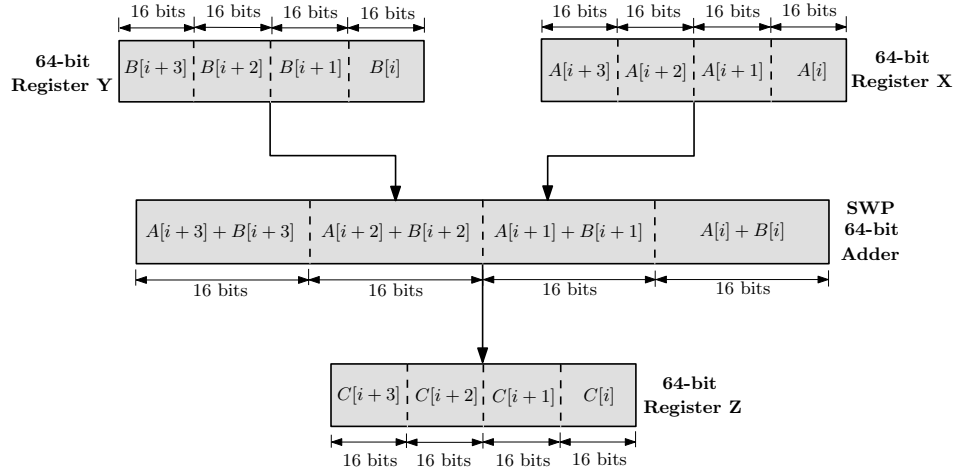 16 bits 16 bits 16 bits 16 bits
16 bits 16 bits 16 bits 16 bits
64-bit
Register Y
B[i + 3] B[i + 2] B[i + 1] B[i]
A[i + 3] A[i + 2] A[i + 1] A[i]
64-bit
Register X
A[i + 3] + B[i + 3] A[i + 2] + B[i + 2] A[i + 1] + B[i + 1] A[i] + B[i]
SWP
64-bit
Adder
16 bits 16 bits 16 bits 16 bits
C[i + 3] C[i + 2] C[i + 1] C[i]
64-bit
Register Z
16 bits 16 bits 16 bits 16 bits